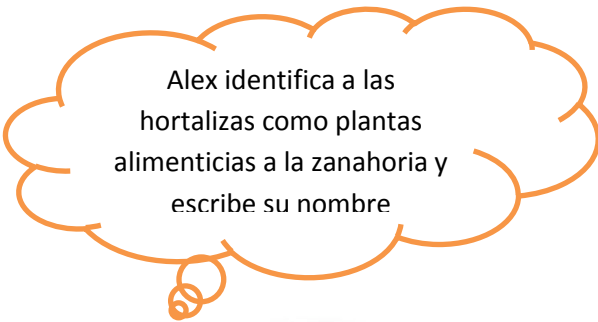 Alex identifica a las
hortalizas como plantas
alimenticias a la zanahoria y
escribe su nombre